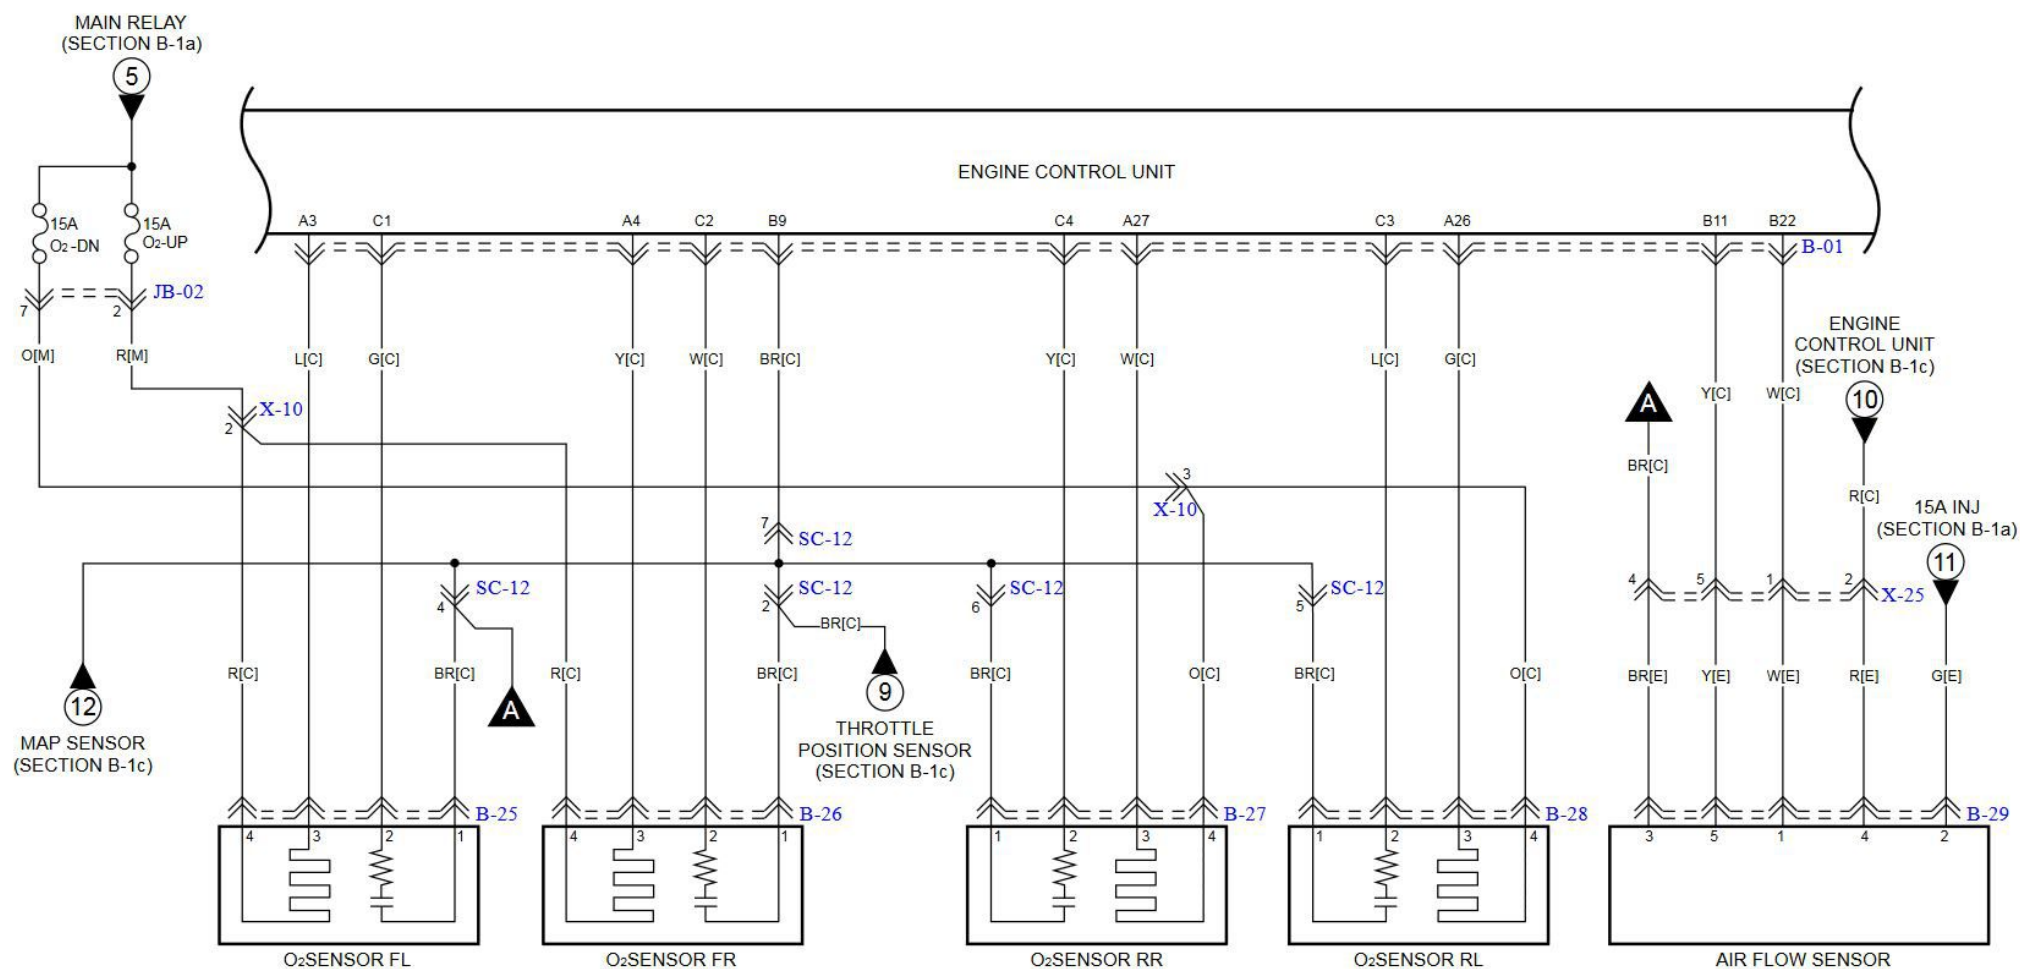 MAIN RELAY
(SECTION B-1a)
5
ENGINE CONTROL UNIT
15A
O2-DN
15A
O2-UP
A3
C1
A4
C2
B9
C4
A27
C3
A26
B11
B22
B-01
JB-02
7
2
O[M]
R[M]
L[C]
G[C]
Y[C]
W[C]
BR[C]
Y[C]
W[C]
L[C]
G[C]
Y[C]
W[C]
ENGINE
CONTROL UNIT
(SECTION B-1c)
10
A
X-10
2
BR[C]
R[C]
3
X-10
15A INJ
(SECTION B-1a)
11
7
SC-12
SC-12
4
SC-12
2
SC-12
6
SC-12
5
4
5
1
2
X-25
BR[C]
R[C]
BR[C]
R[C]
BR[C]
BR[C]
O[C]
BR[C]
O[C]
BR[E]
Y[E]
W[E]
R[E]
G[E]
12
MAP SENSOR
(SECTION B-1c)
A
9
THROTTLE
POSITION SENSOR
(SECTION B-1c)
B-25
B-26
B-27
B-28
B-29
4
3
2
1
4
3
2
1
1
2
3
4
1
2
3
4
3
5
1
4
2
O2SENSOR FL
O2SENSOR FR
O2SENSOR RR
O2SENSOR RL
AIR FLOW SENSOR